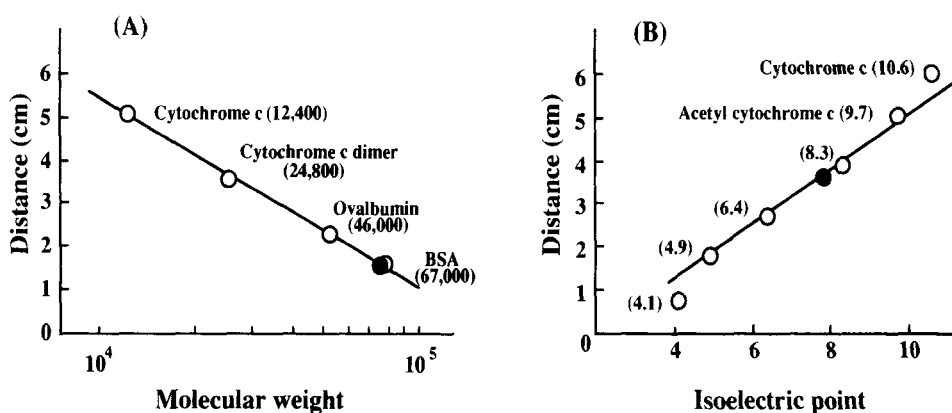 (A)
Distance (cm)
6
5
4
3
2
1
0
Cytochrome c (12,400)
Cytochrome c dimer
(24,800)
Ovalbumin
(46,000)
BSA
(67,000)
10^4
10^5
Molecular weight
(B)
Distance (cm)
6
5
4
3
2
1
0
Cytochrome c (10.6)
Acetyl cytochrome c (9.7)
(8.3)
(6.4)
(4.9)
(4.1)
4
6
8
10
Isoelectric point